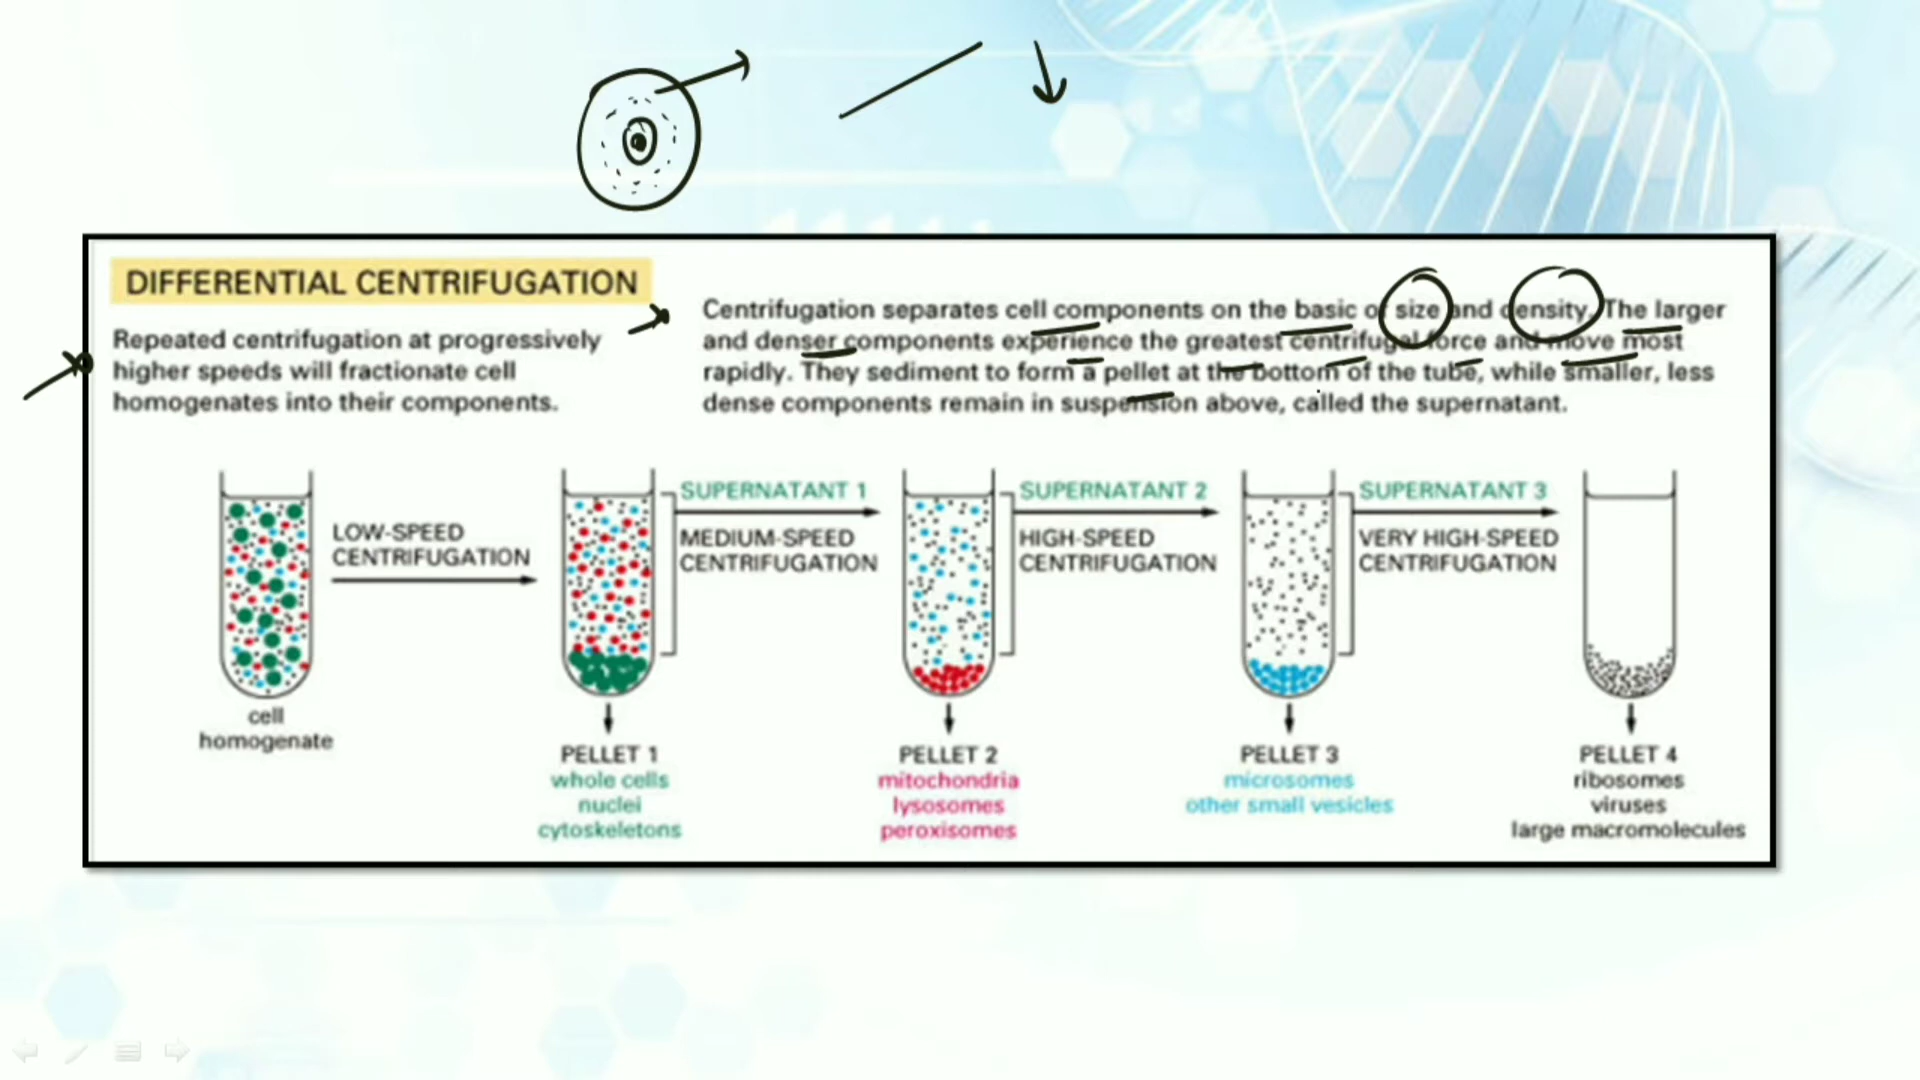 DIFFERENTIAL CENTRIFUGATION
Repeated centrifugation at progressively
higher speeds will fractionate cell
homogenates into their components.
Centrifugation separates cell components on the basic of size and density. The larger
and denser components experience the greatest centrifugal force and move most
rapidly. They sediment to form a pellet at the bottom of the tube, while smaller, less
dense components remain in suspension above, called the supernatant.
LOW-SPEED
CENTRIFUGATION
SUPERNATANT 1
MEDIUM-SPEED
CENTRIFUGATION
SUPERNATANT 2
HIGH-SPEED
CENTRIFUGATION
SUPERNATANT 3
VERY HIGH-SPEED
CENTRIFUGATION
cell
homogenate
PELLET 1
whole cells
nuclei
cytoskeletons
PELLET 2
mitochondria
lysosomes
peroxisomes
PELLET 3
microsomes
other small vesicles
PELLET 4
ribosomes
viruses
large macromolecules